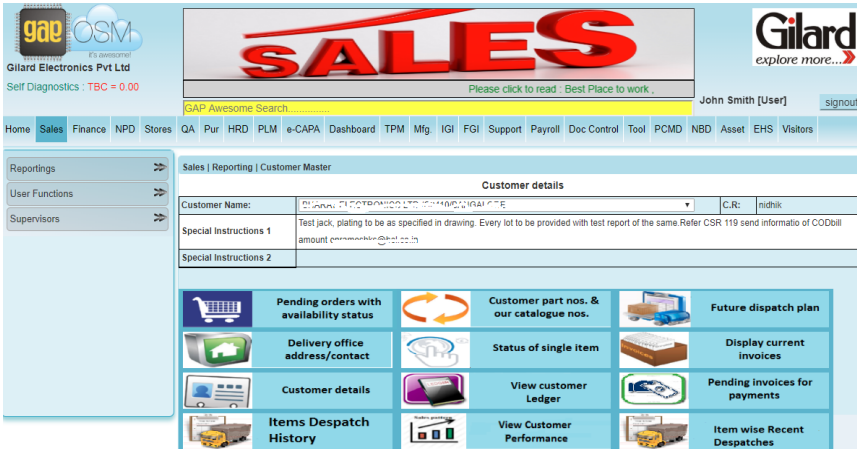 gap OSM
It's awesome!
Gilard Electronics Pvt Ltd
Self Diagnostics : TBC = 0.00
SALES
Please click to read : Best Place to work ,
GAP Awesome Search...............
Gilard
explore more...
John Smith [User]
signout
Home Sales Finance NPD Stores QA Pur HRD PLM e-CAPA Dashboard TPM Mfg. IGI FGI Support Payroll Doc Control Tool PCMD NBD Asset EHS Visitors
Reportings
User Functions
Supervisors
Sales | Reporting | Customer Master
Customer details
Customer Name: C.R: nidhik
Special Instructions 1
Test jack, plating to be as specified in drawing. Every lot to be provided with test report of the same.Refer CSR 119 send informatio of CODbill
amount
Special Instructions 2
Pending orders with
availability status
Customer part nos. &
our catalogue nos.
Future dispatch plan
Delivery office
address/contact
Status of single item
Display current
invoices
Customer details
View customer
Ledger
Pending invoices for
payments
Items Despatch
History
View Customer
Performance
Item wise Recent
Despatches